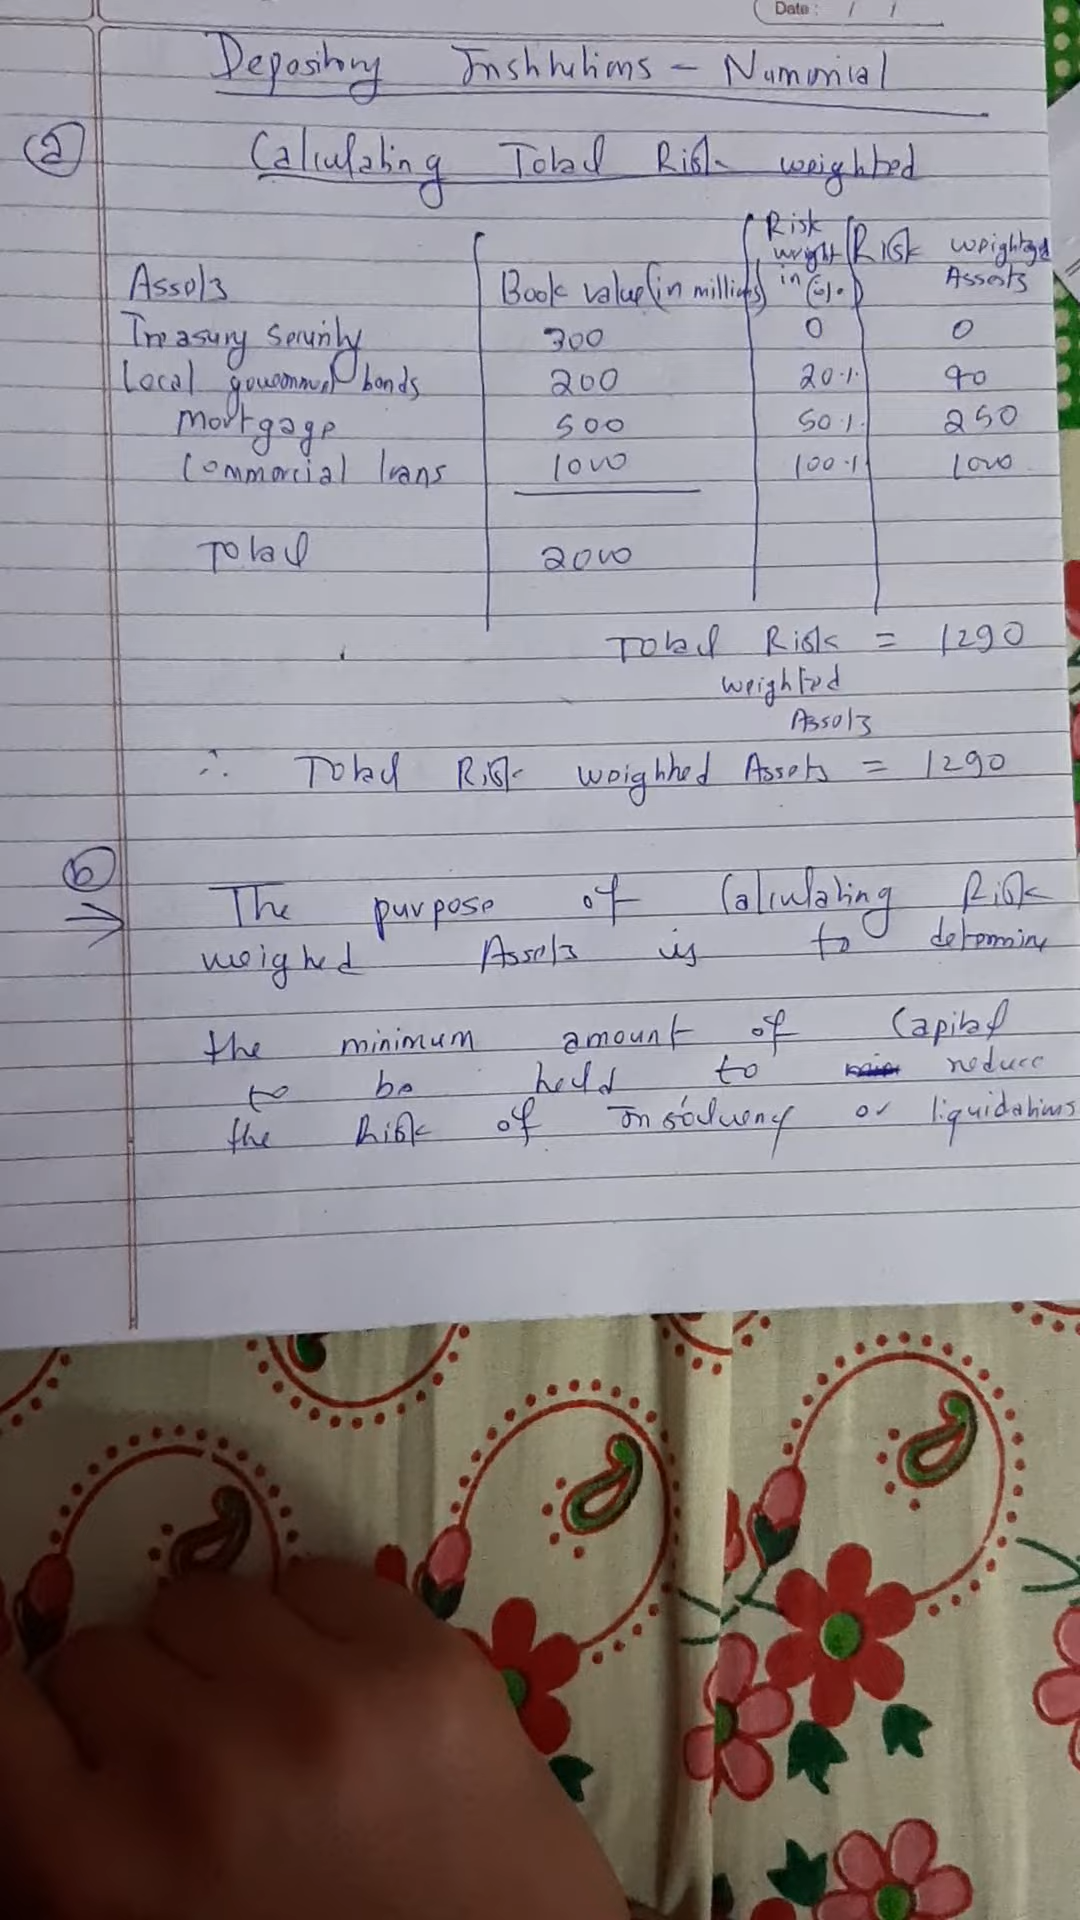 Date: / /
Depository Institutions - Numerical
(a) Calculating Total Risk weighted
Assets | Book value (in millions) | Risk weight in (%) | Risk weighted Assets
Treasury Security 300 0 0
Local government bonds 200 20% 40
Mortgage 500 50% 250
Commercial loans 1000 100% 1000
Total 2000
Total Risk = 1290
weighted
Assets
∴ Total Risk weighted Assets = 1290
(b)
→ The purpose of Calculating Risk
weighed Assets is to determine
the minimum amount of Capital
to be held to reduce
the Risk of Insolvency or liquidations